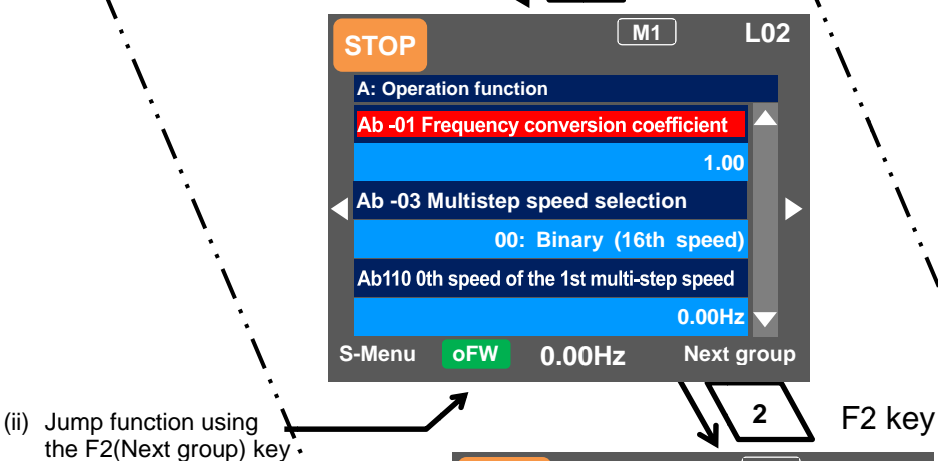 STOP M1 L02
A: Operation function
Ab -01 Frequency conversion coefficient
1.00
Ab -03 Multistep speed selection
00: Binary (16th speed)
Ab110 0th speed of the 1st multi-step speed
0.00Hz
S-Menu oFW 0.00Hz Next group
2 F2 key
(ii) Jump function using
the F2(Next group) key